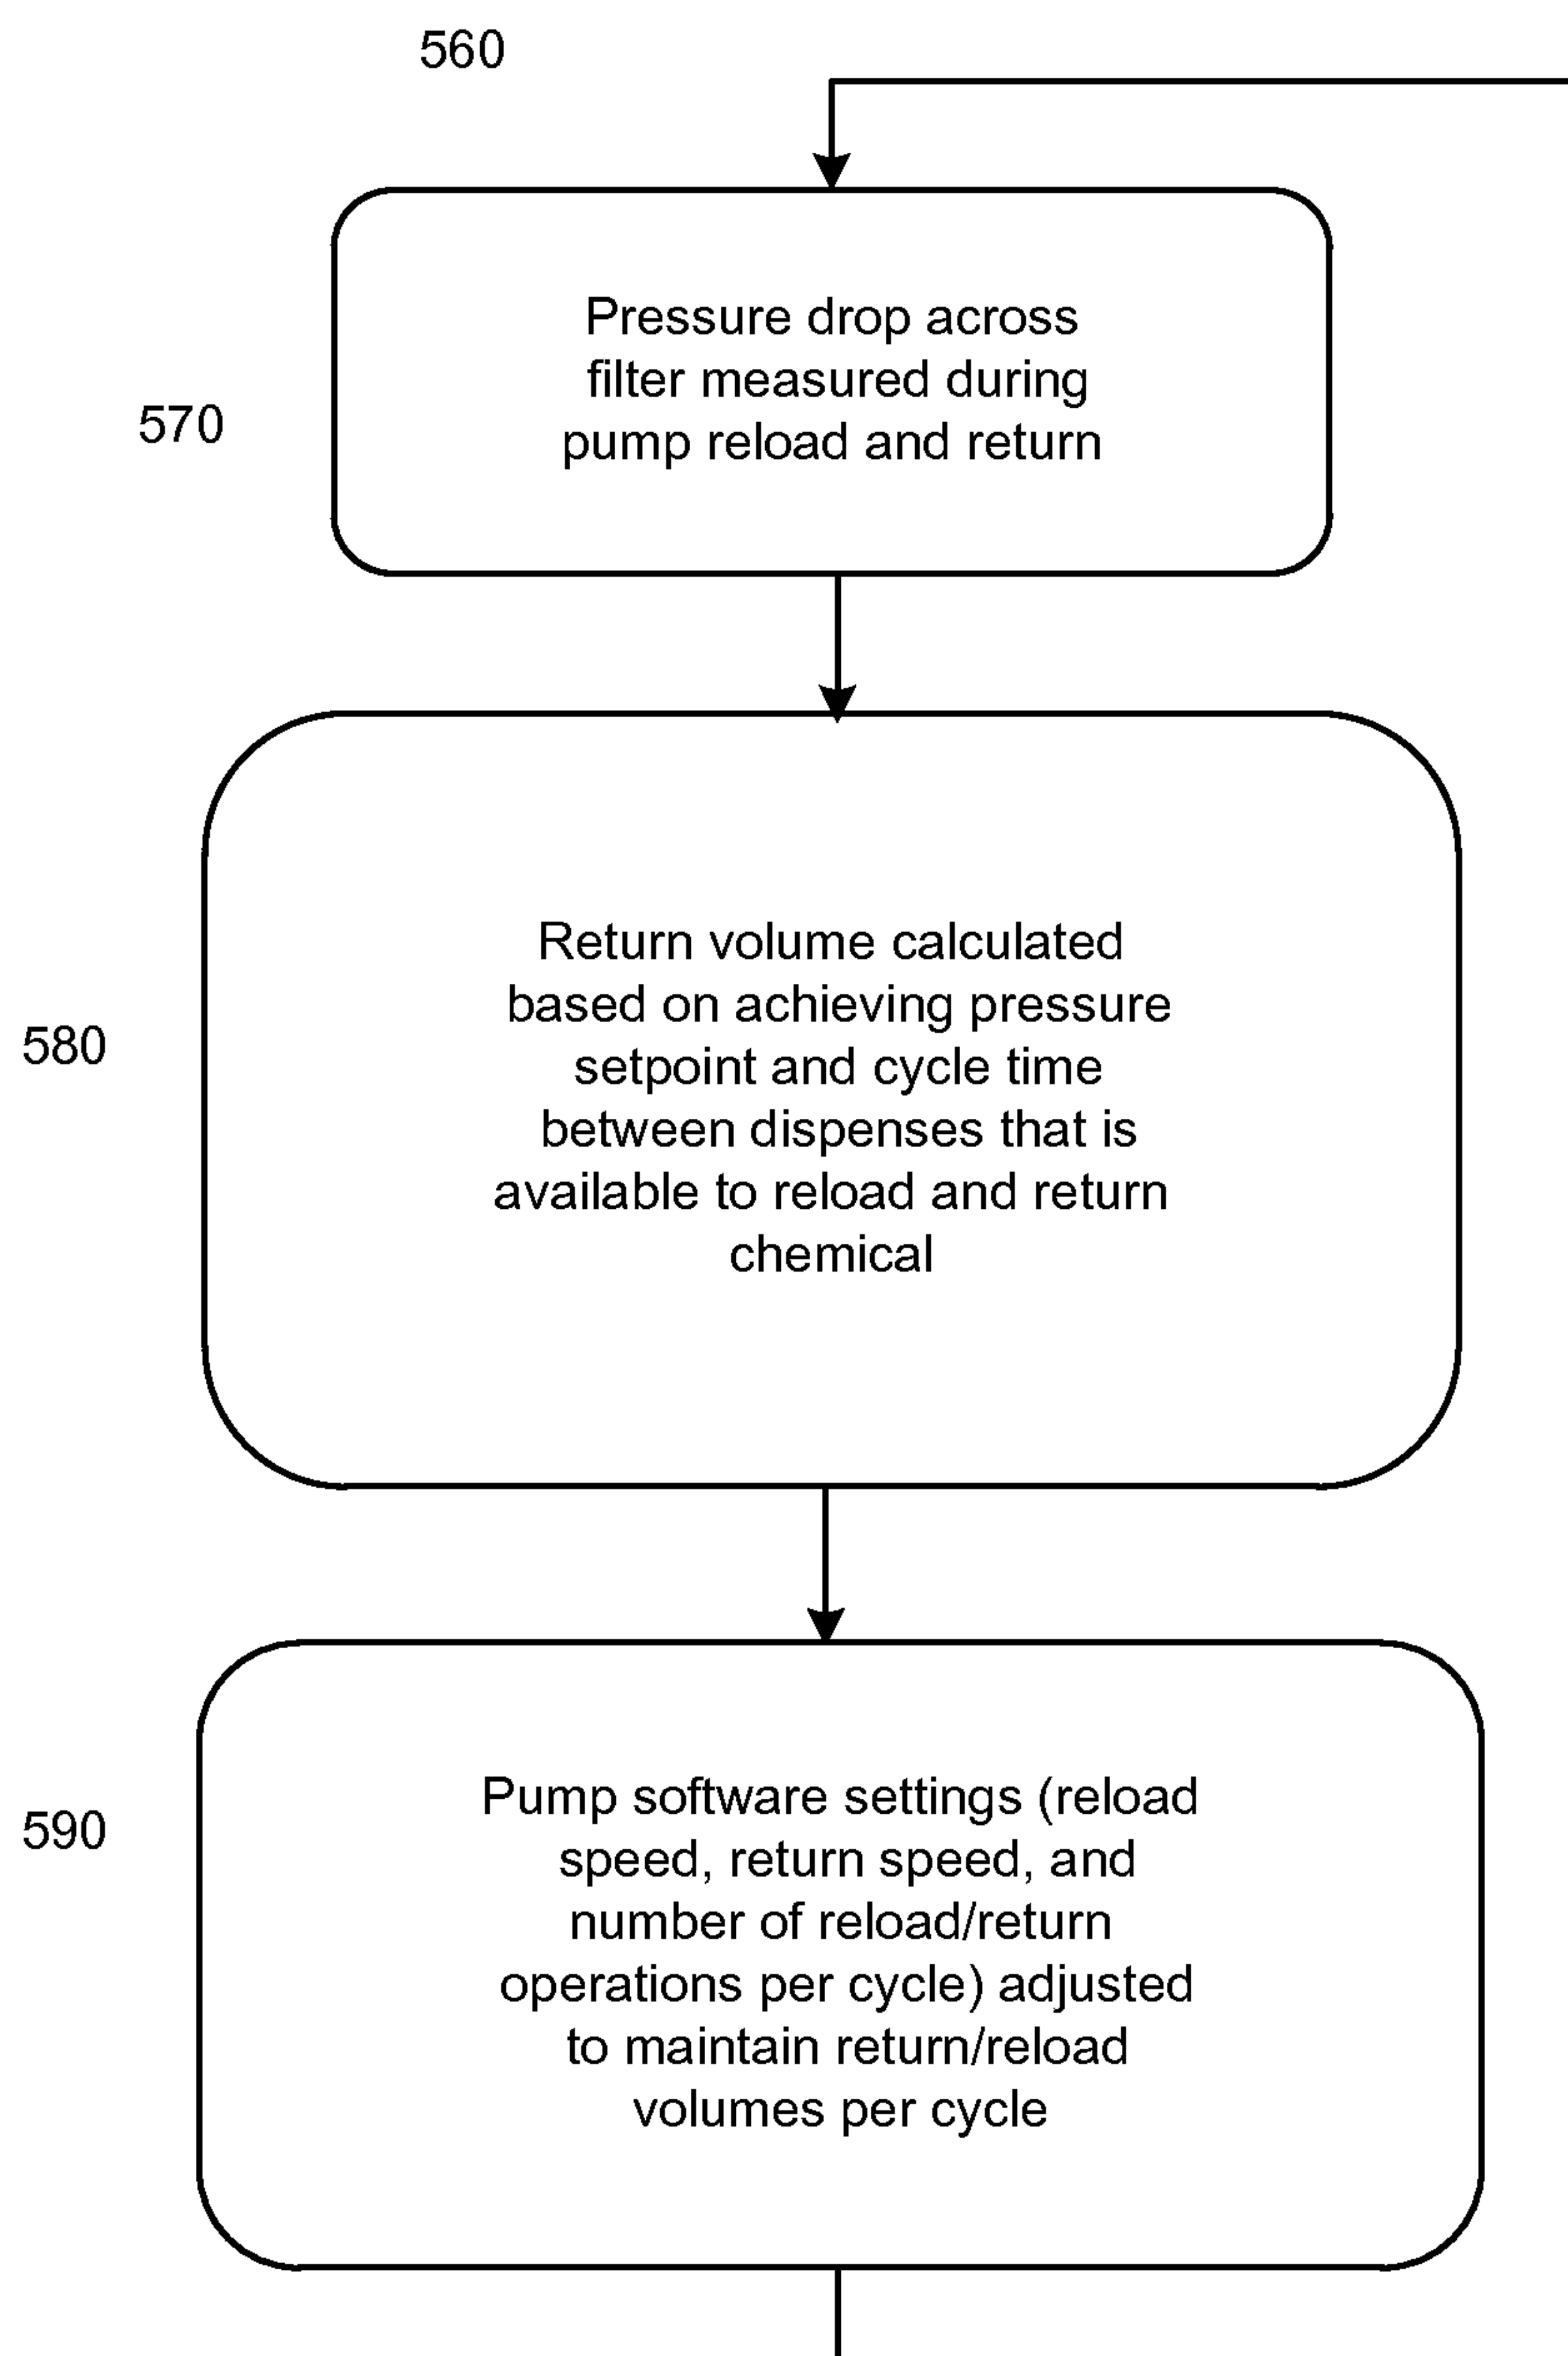 560
Pressure drop across
filter measured during
pump reload and return
570
Return volume calculated
based on achieving pressure
setpoint and cycle time
between dispenses that is
available to reload and return
chemical
580
Pump software settings (reload
speed, return speed, and
number of reload/return
operations per cycle) adjusted
to maintain return/reload
volumes per cycle
590